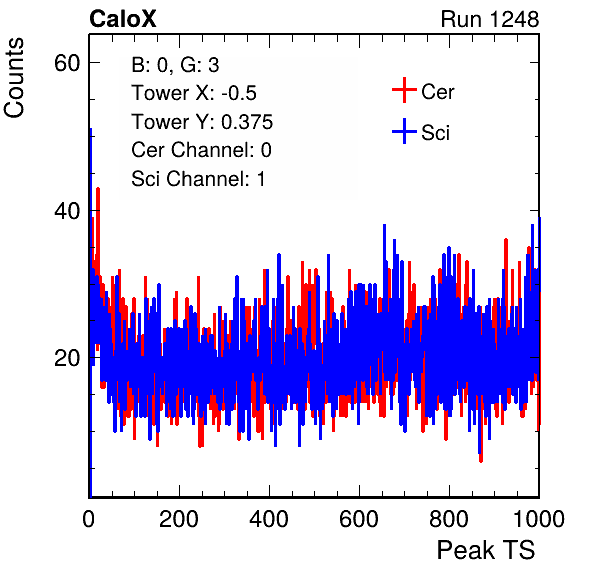 CaloX Run 1248
Counts
B: 0, G: 3
Tower X: -0.5
Tower Y: 0.375
Cer Channel: 0
Sci Channel: 1
Cer
Sci
60
40
20
0 200 400 600 800 1000
Peak TS